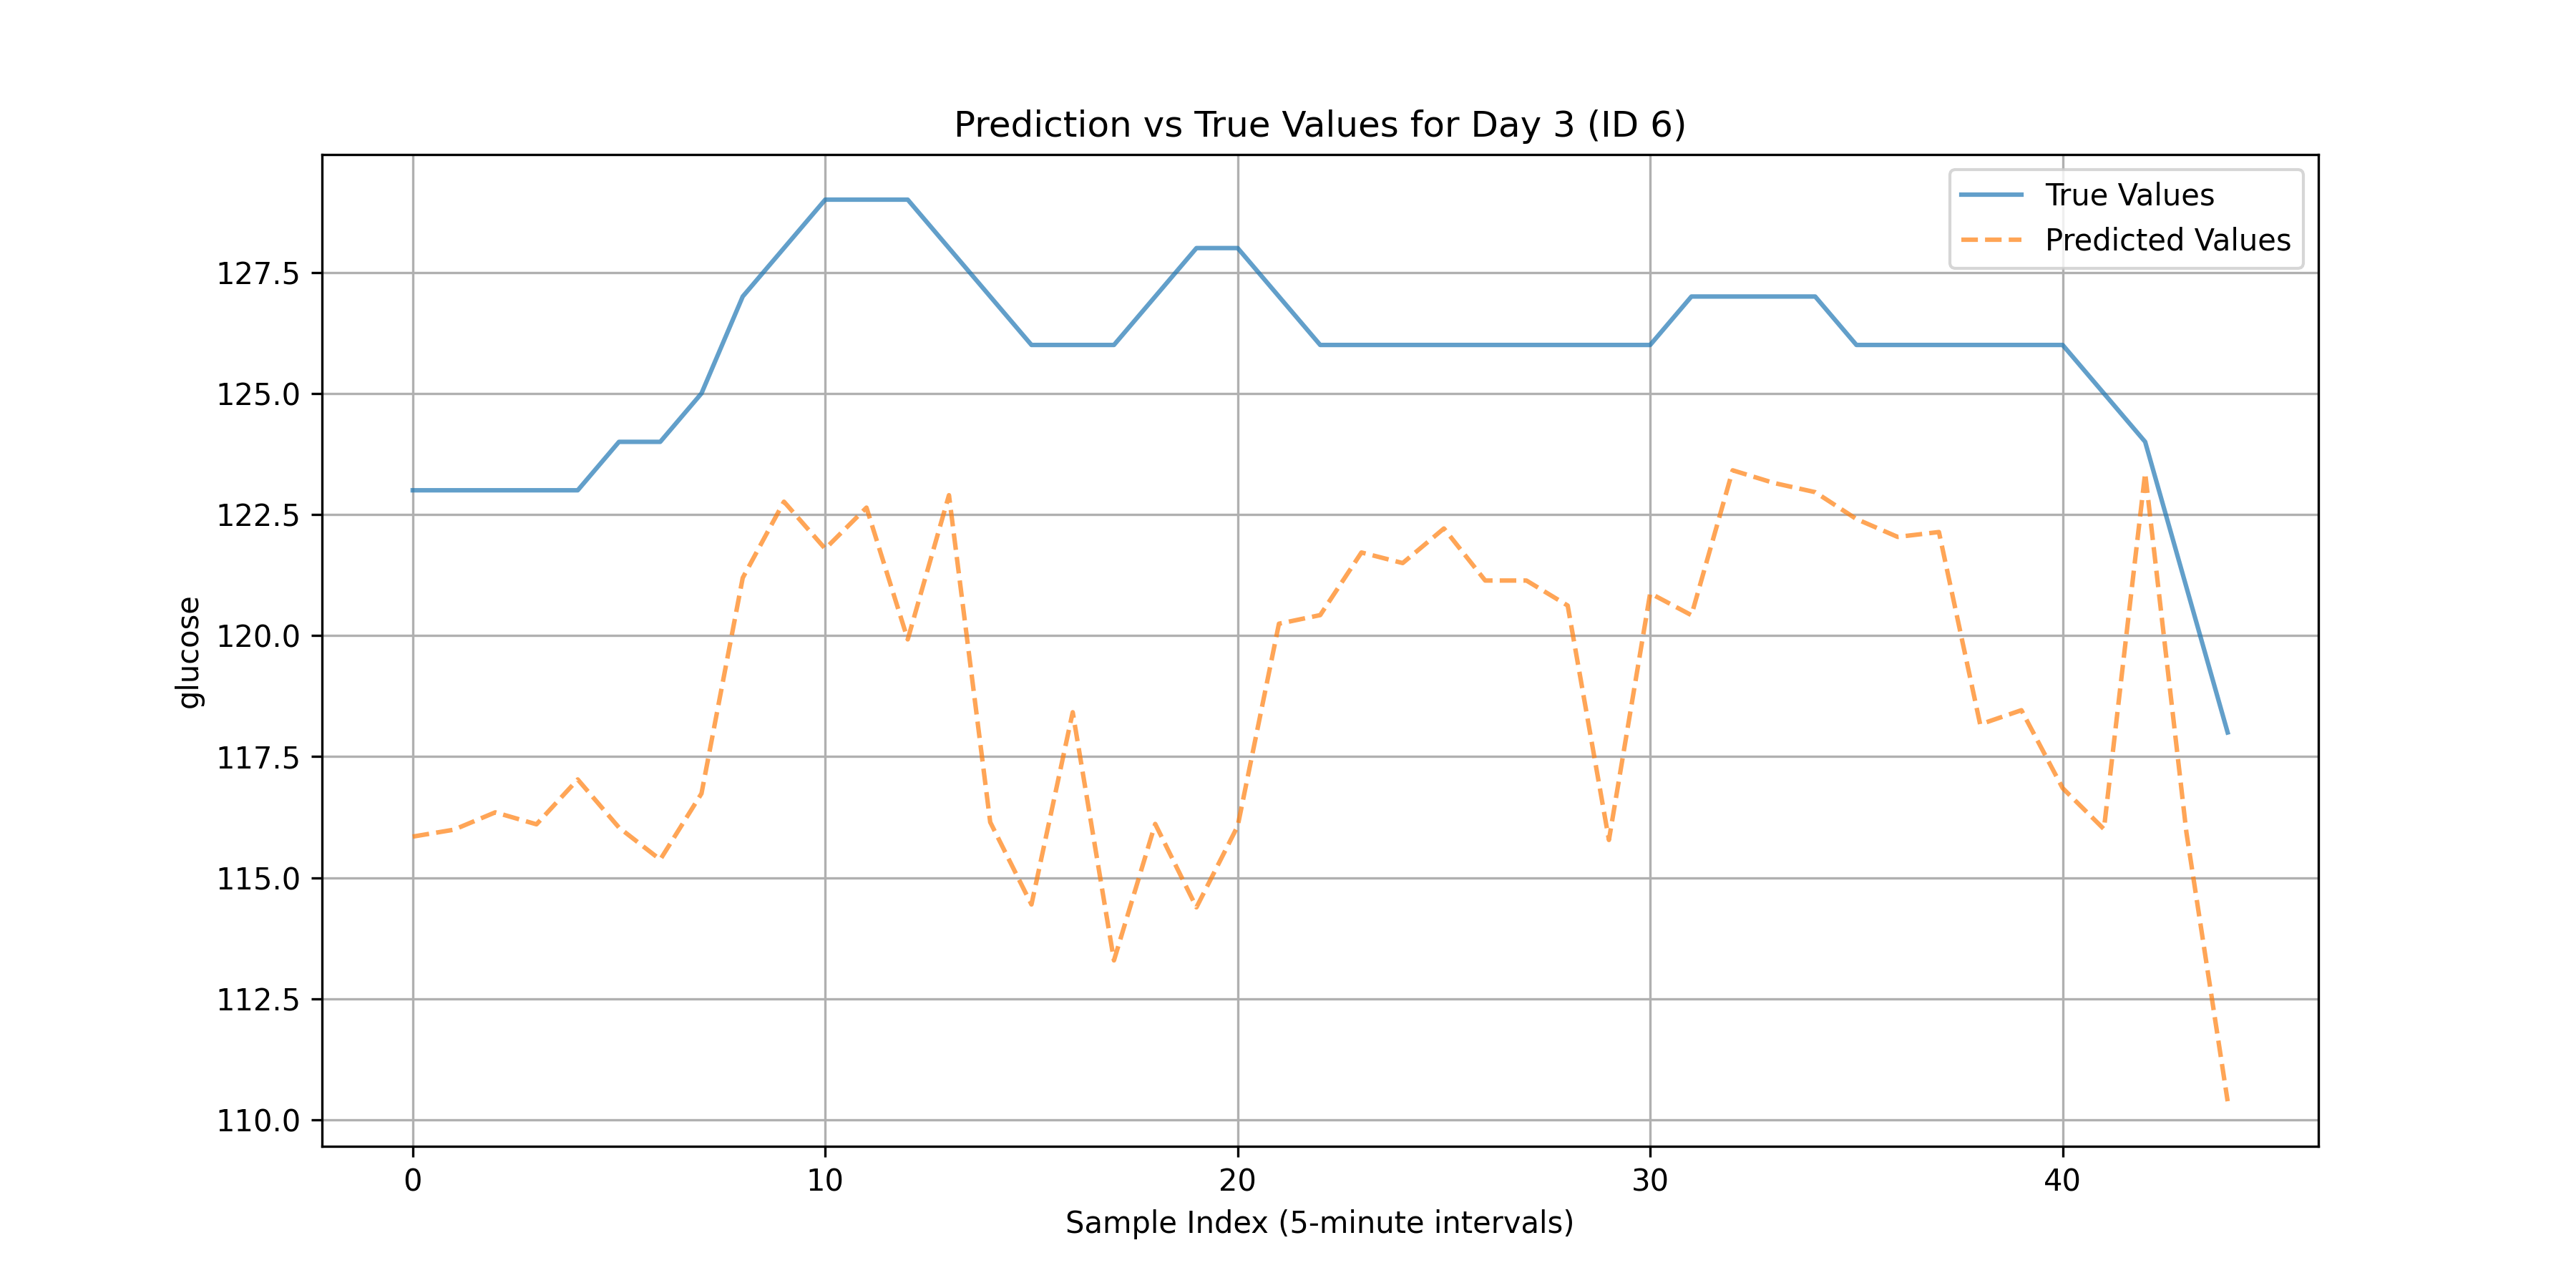 Prediction vs True Values for Day 3 (ID 6)
True Values
Predicted Values
127.5
125.0
122.5
120.0
117.5
115.0
112.5
110.0
glucose
0 10 20 30 40
Sample Index (5-minute intervals)